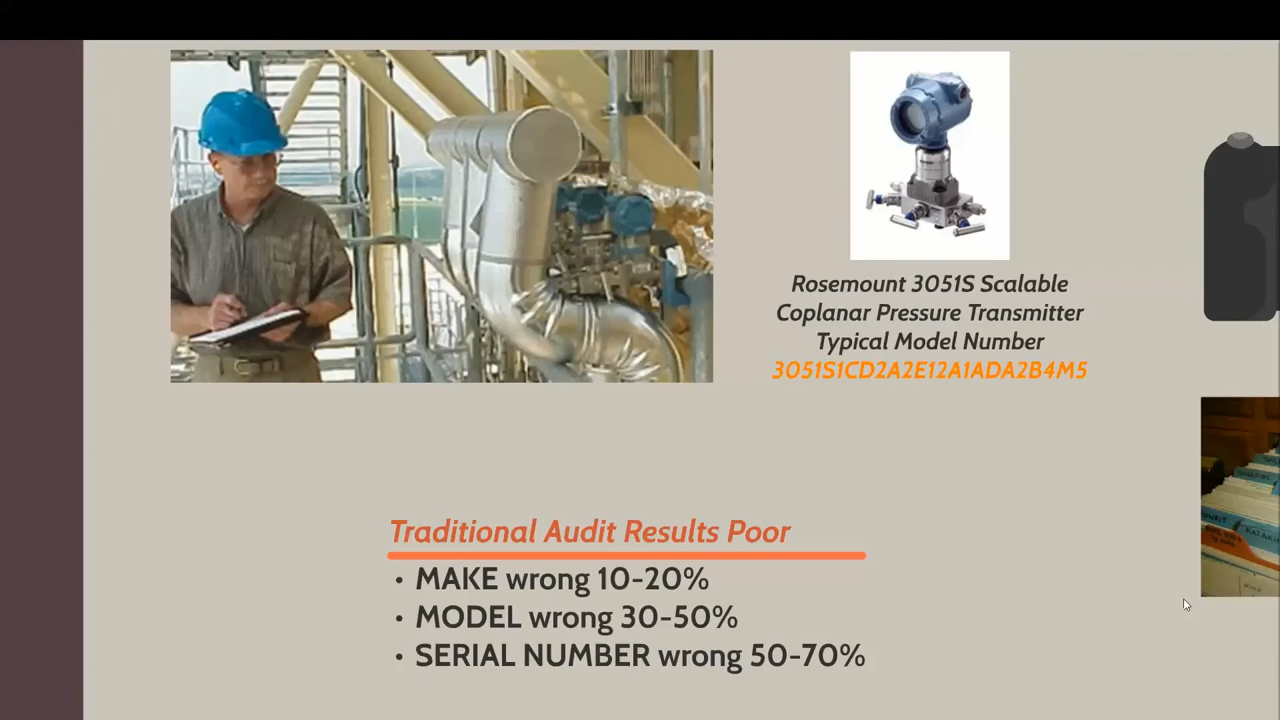 Rosemount 3051S Scalable
Coplanar Pressure Transmitter
Typical Model Number
3051S1CD2A2E12A1ADA2B4M5
Traditional Audit Results Poor
• MAKE wrong 10-20%
• MODEL wrong 30-50%
• SERIAL NUMBER wrong 50-70%